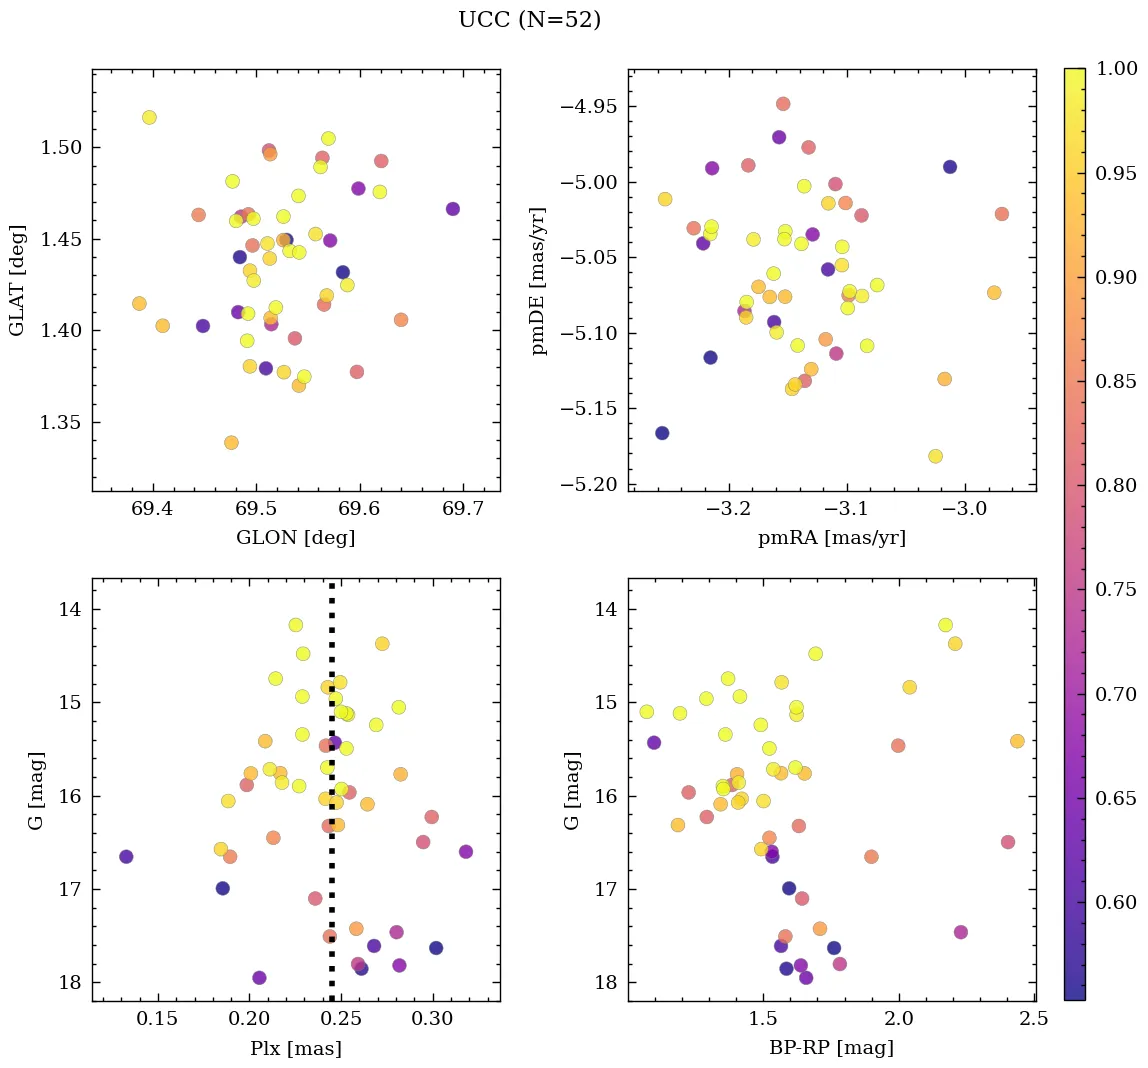 UCC (N=52)
1.50
1.45
1.40
1.35
GLAT [deg]
69.4 69.5 69.6 69.7
GLON [deg]
−4.95
−5.00
−5.05
−5.10
−5.15
−5.20
pmDE [mas/yr]
−3.2 −3.1 −3.0
pmRA [mas/yr]
14
15
16
17
18
G [mag]
0.15 0.20 0.25 0.30
Plx [mas]
14
15
16
17
18
G [mag]
1.5 2.0 2.5
BP-RP [mag]
1.00
0.95
0.90
0.85
0.80
0.75
0.70
0.65
0.60